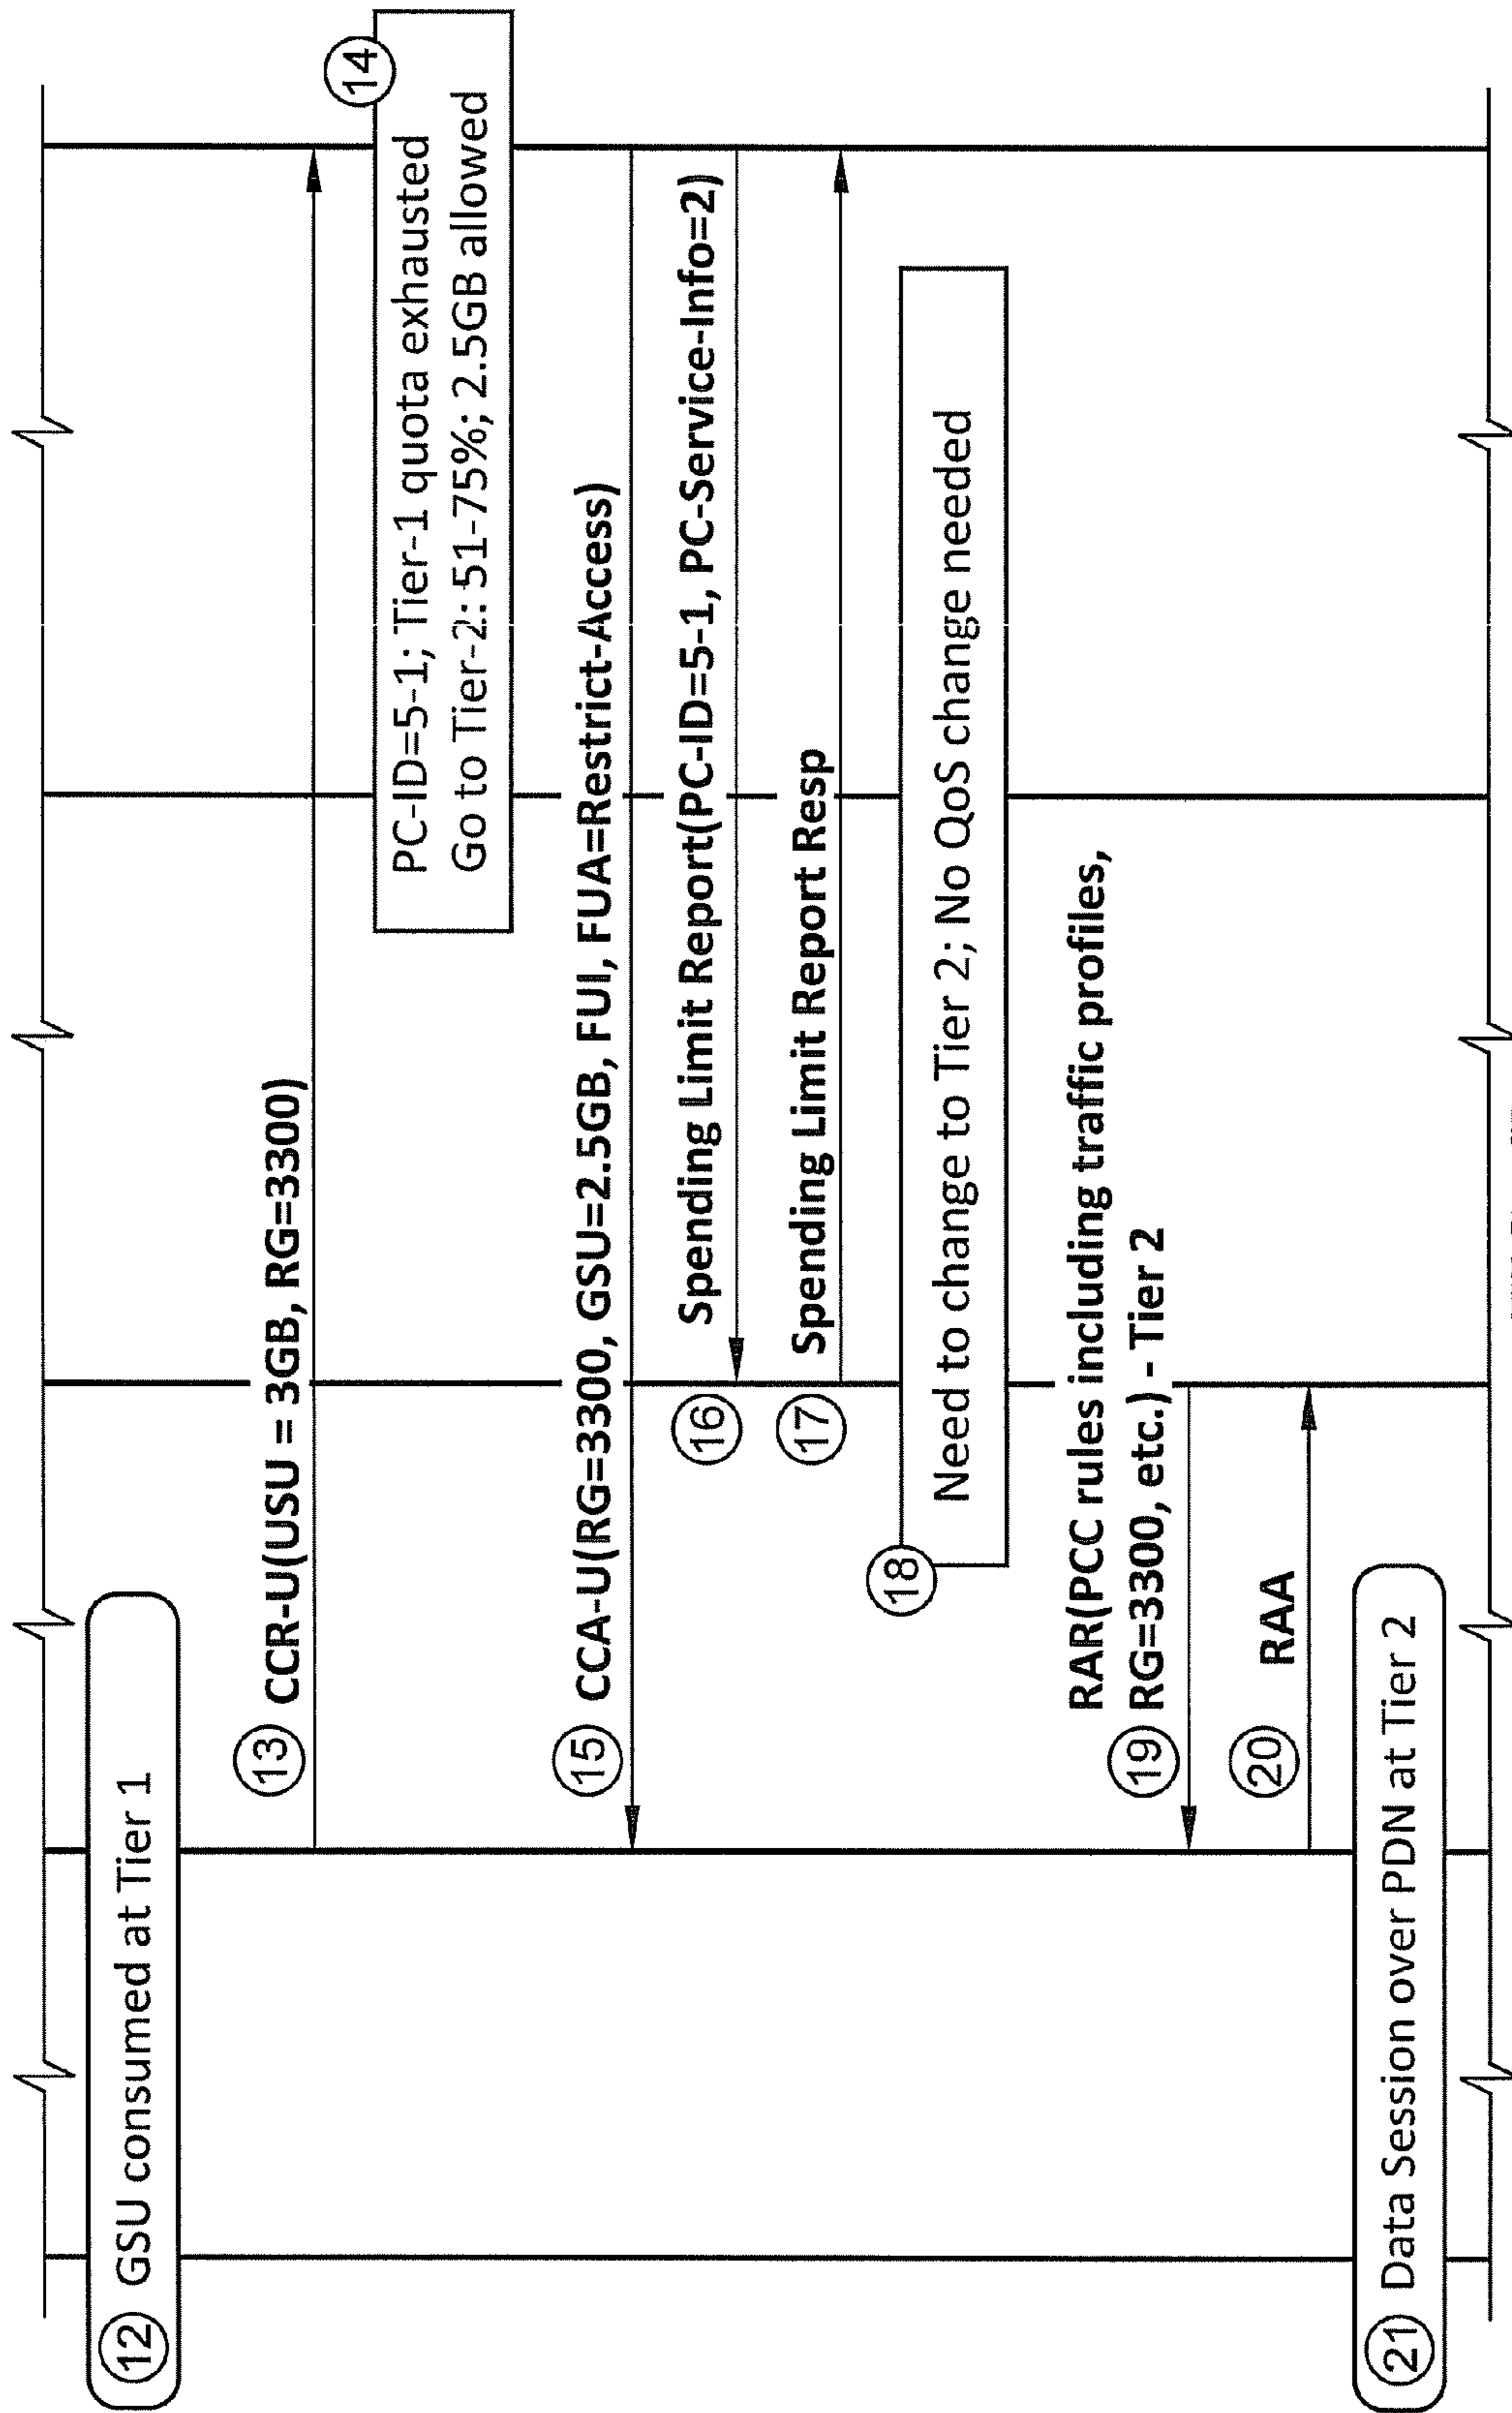 12 GSU consumed at Tier 1
13 CCR-U(USU = 3GB, RG=3300)
14
PC-ID=5-1; Tier-1 quota exhausted
Go to Tier-2: 51-75%; 2.5GB allowed
15 CCA-U(RG=3300, GSU=2.5GB, FUI, FUA=Restrict-Access)
16 Spending Limit Report(PC-ID=5-1, PC-Service-Info=2)
17 Spending Limit Report Resp
18 Need to change to Tier 2; No QoS change needed
RAR(PCC rules including traffic profiles,
19 RG=3300, etc.) - Tier 2
20 RAA
21 Data Session over PDN at Tier 2